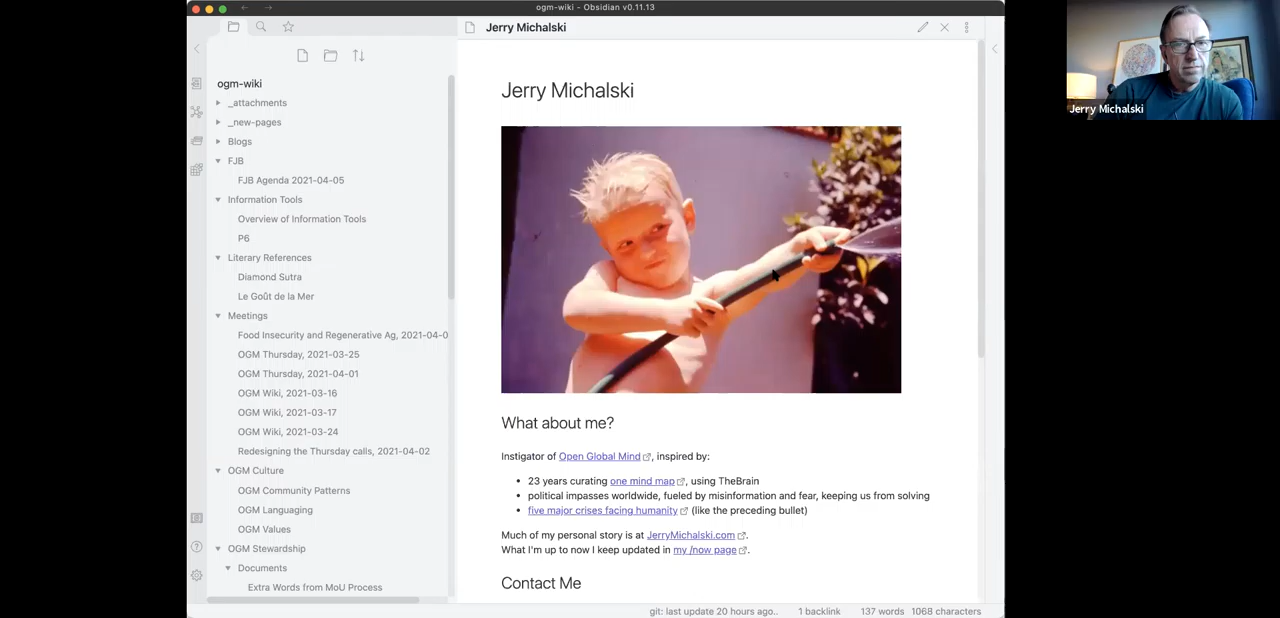 ogm-wiki - Obsidian v0.11.13
Jerry Michalski
ogm-wiki
_attachments
_new-pages
Blogs
FJB
FJB Agenda 2021-04-05
Information Tools
Overview of Information Tools
P6
Literary References
Diamond Sutra
Le Goût de la Mer
Meetings
Food Insecurity and Regenerative Ag, 2021-04-0
OGM Thursday, 2021-03-25
OGM Thursday, 2021-04-01
OGM Wiki, 2021-03-16
OGM Wiki, 2021-03-17
OGM Wiki, 2021-03-24
Redesigning the Thursday calls, 2021-04-02
OGM Culture
OGM Community Patterns
OGM Languaging
OGM Values
OGM Stewardship
Documents
Extra Words from MoU Process
Jerry Michalski
What about me?
Instigator of Open Global Mind, inspired by:
• 23 years curating one mind map, using TheBrain
• political impasses worldwide, fueled by misinformation and fear, keeping us from solving
• five major crises facing humanity (like the preceding bullet)
Much of my personal story is at JerryMichalski.com.
What I'm up to now I keep updated in my /now page.
Contact Me
git: last update 20 hours ago.. 1 backlink 137 words 1068 characters
Jerry Michalski